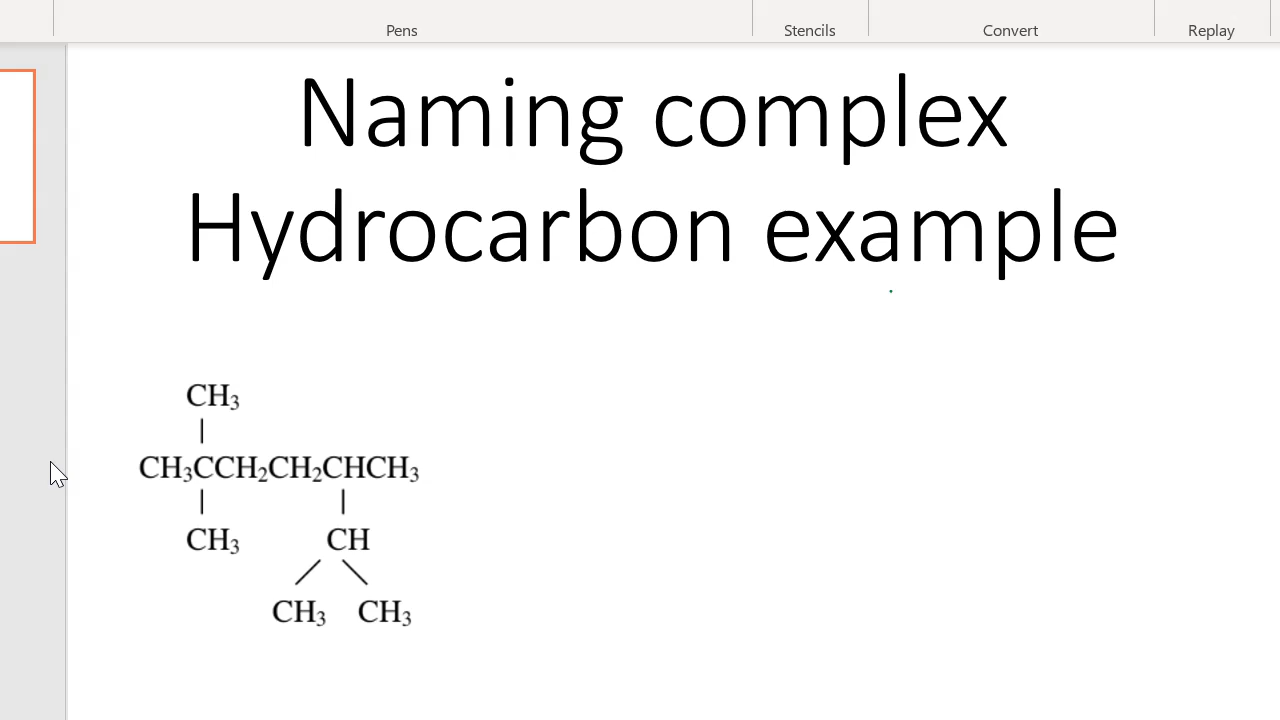 Pens Stencils Convert Replay
Naming complex
Hydrocarbon example
CH₃
|
CH₃CCH₂CH₂CHCH₃
| |
CH₃ CH
/ \
CH₃ CH₃